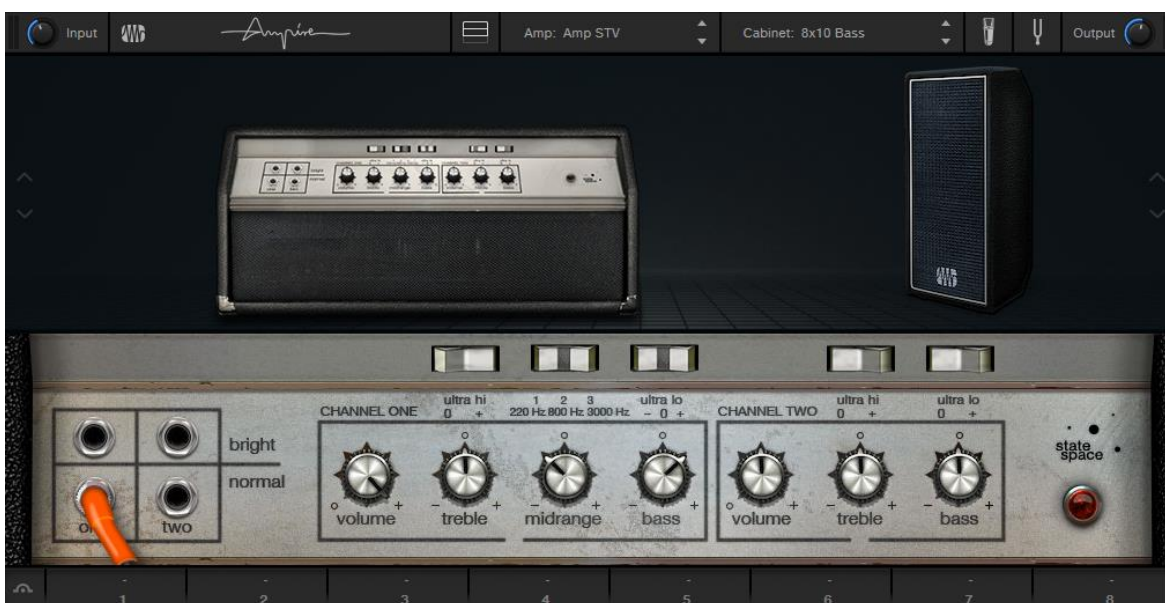 Input
Ampire
Amp: Amp STV
Cabinet: 8x10 Bass
Output
bright
normal
CHANNEL ONE
ultra hi
0 +
1 2 3
220 Hz 800 Hz 3000 Hz
ultra lo
- 0 +
CHANNEL TWO
ultra hi
0 +
ultra lo
0 +
state
space
bright
normal
two
volume
- treble +
- midrange +
- bass +
volume
- treble +
- bass +
1 2 3 4 5 6 7 8